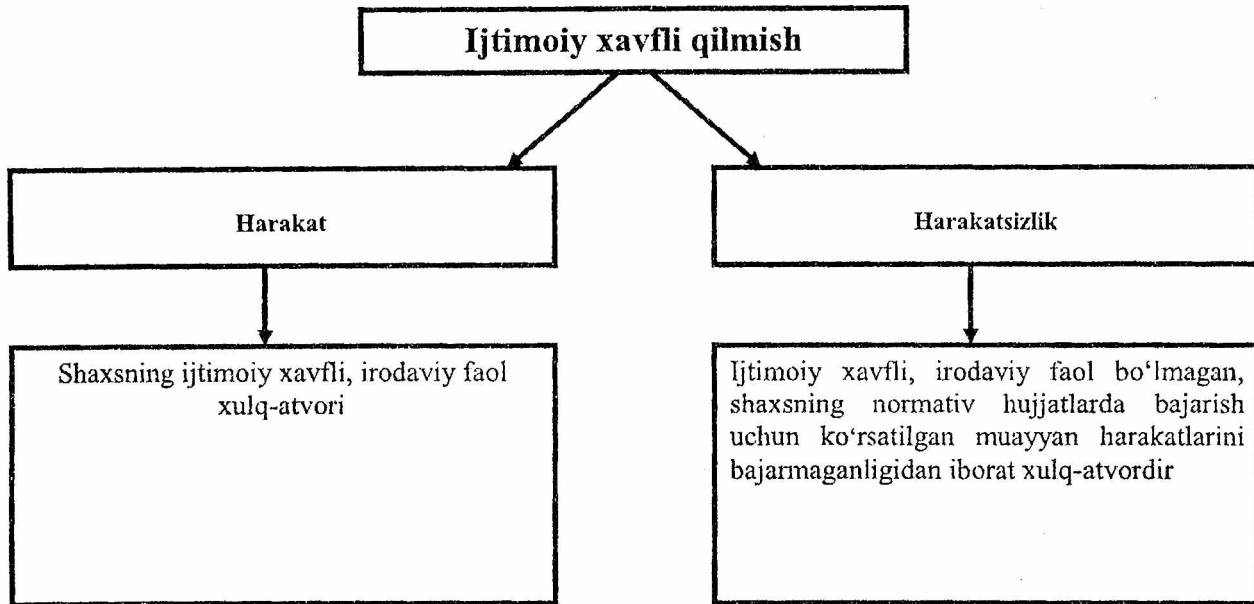 Ijtimoiy xavfli qilmish
Harakat
Harakatsizlik
Shaxsning ijtimoiy xavfli, irodaviy faol
xulq-atvori
Ijtimoiy xavfli, irodaviy faol bo‘lmagan,
shaxsning normativ hujjatlarda bajarish
uchun ko‘rsatilgan muayyan harakatlarini
bajarmaganligidan iborat xulq-atvordir